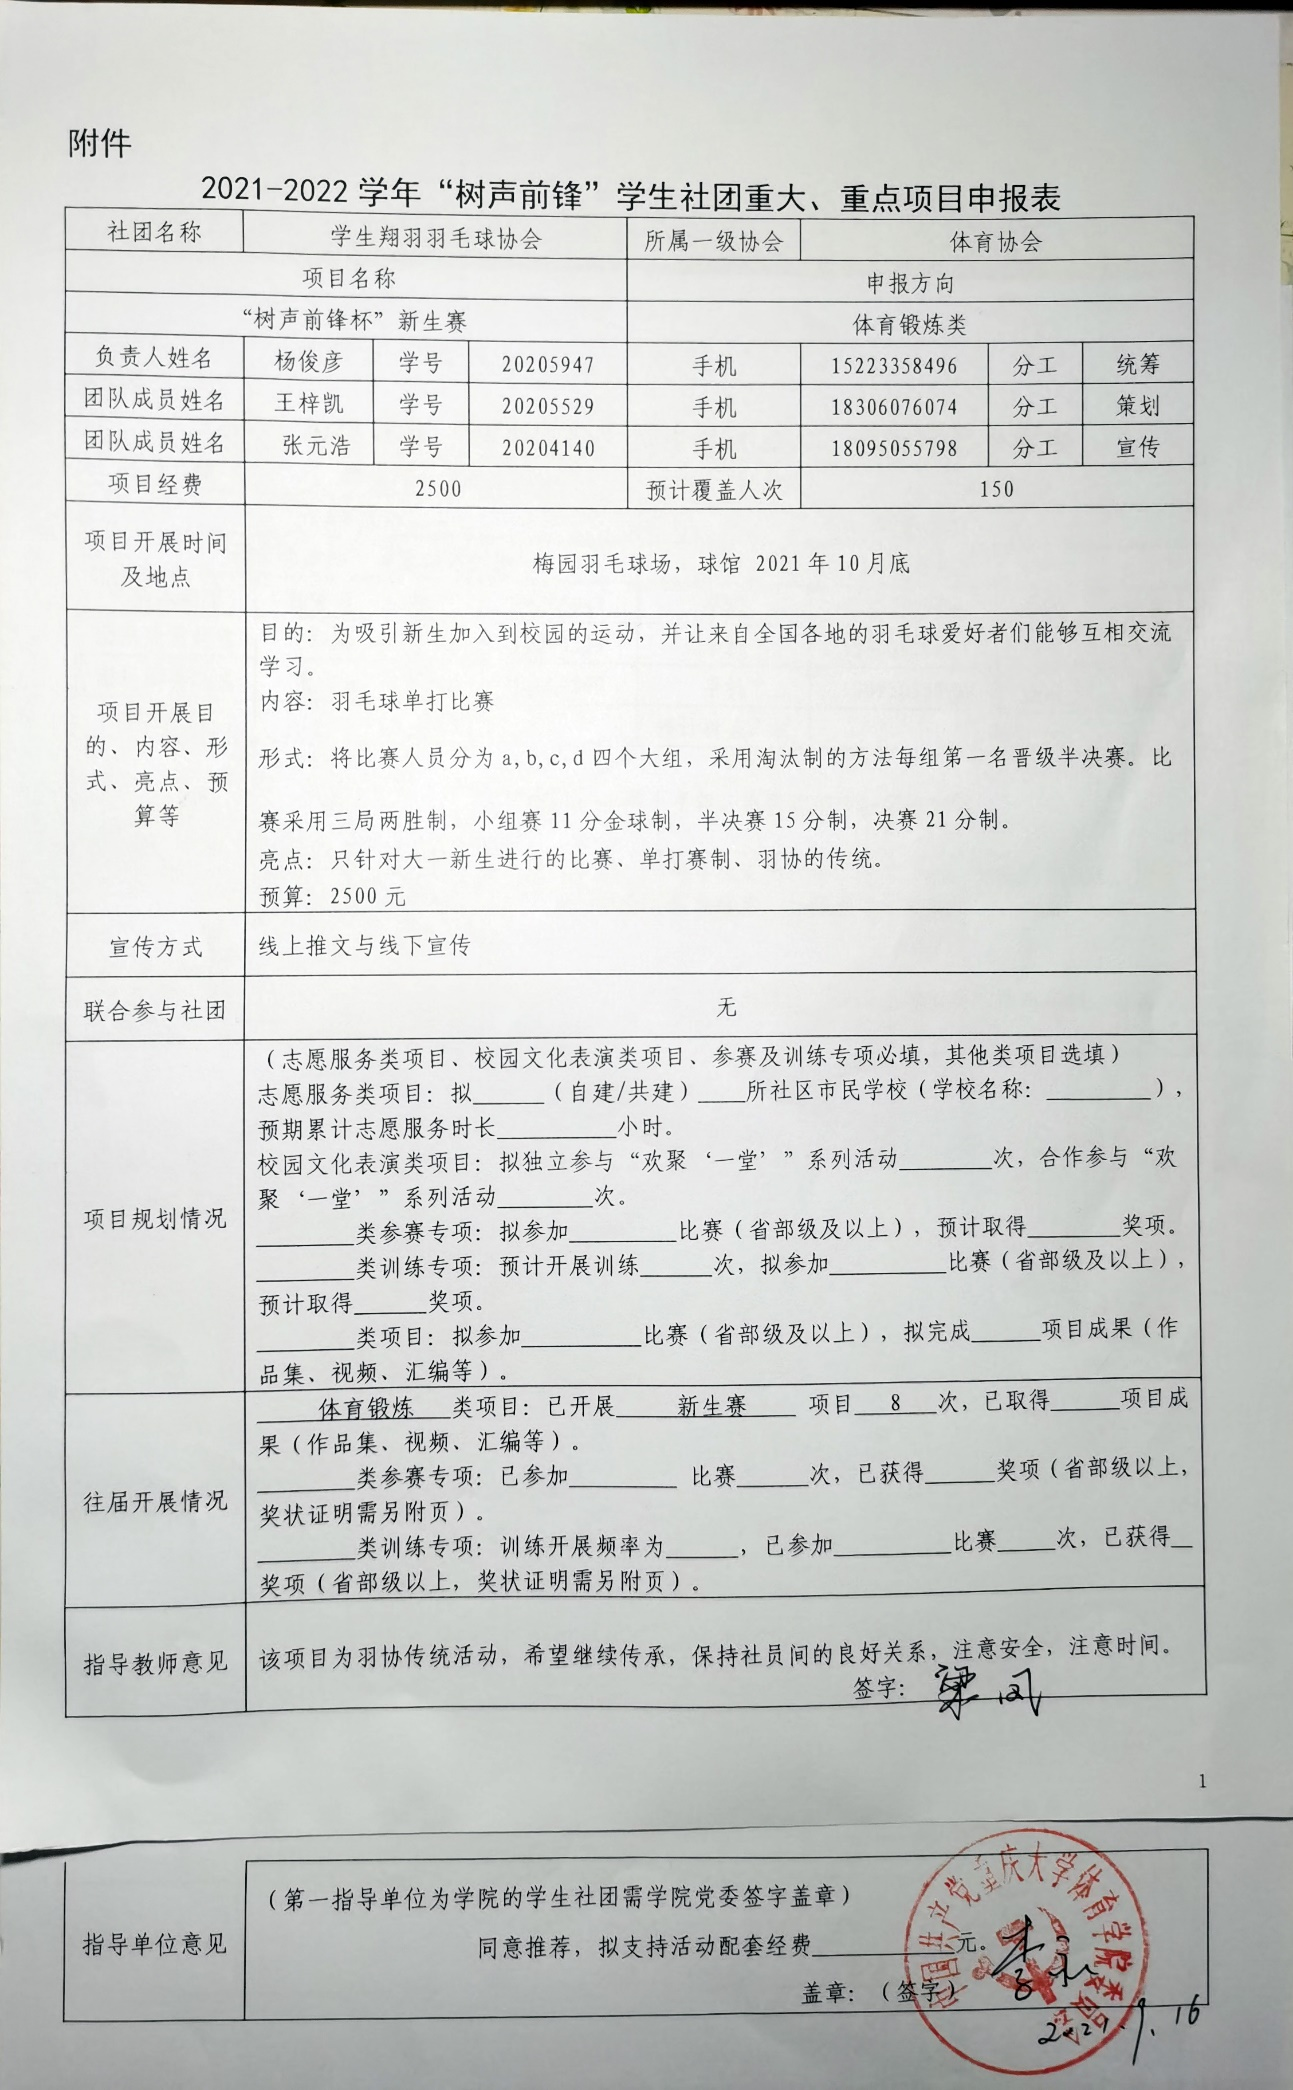 附件
2021-2022 学年“树声前锋”学生社团重大、重点项目申报表
社团名称 学生翔羽羽毛球协会 所属一级协会 体育协会
项目名称 申报方向
“树声前锋杯”新生赛 体育锻炼类
负责人姓名 杨俊彦 学号 20205947 手机 15223358496 分工 统筹
团队成员姓名 王梓凯 学号 20205529 手机 18306076074 分工 策划
团队成员姓名 张元浩 学号 20204140 手机 18095055798 分工 宣传
项目经费 2500 预计覆盖人次 150
项目开展时间
及地点
梅园羽毛球场，球馆 2021 年 10 月底
项目开展目
的、内容、形
式、亮点、预
算等
目的：为吸引新生加入到校园的运动，并让来自全国各地的羽毛球爱好者们能够互相交流
学习。
内容：羽毛球单打比赛
形式：将比赛人员分为 a,b,c,d 四个大组，采用淘汰制的方法每组第一名晋级半决赛。比
赛采用三局两胜制，小组赛 11 分金球制，半决赛 15 分制，决赛 21 分制。
亮点：只针对大一新生进行的比赛、单打赛制、羽协的传统。
预算：2500 元
宣传方式 线上推文与线下宣传
联合参与社团 无
项目规划情况
（志愿服务类项目、校园文化表演类项目、参赛及训练专项必填，其他类项目选填）
志愿服务类项目：拟______（自建/共建）____所社区市民学校（学校名称：_________），
预期累计志愿服务时长__________小时。
校园文化表演类项目：拟独立参与“欢聚‘一堂’”系列活动________次，合作参与“欢
聚‘一堂’”系列活动________次。
________类参赛专项：拟参加_________比赛（省部级及以上），预计取得________奖项。
________类训练专项：预计开展训练______次，拟参加__________比赛（省部级及以上），
预计取得______奖项。
________类项目：拟参加__________比赛（省部级及以上），拟完成______项目成果（作
品集、视频、汇编等）。
往届开展情况
体育锻炼 类项目：已开展 新生赛 项目 8 次，已取得______项目成
果（作品集、视频、汇编等）。
________类参赛专项：已参加_________ 比赛______次，已获得______奖项（省部级以上，
奖状证明需另附页）。
________类训练专项：训练开展频率为______，已参加__________比赛_____次，已获得__
奖项（省部级以上，奖状证明需另附页）。
指导教师意见
该项目为羽协传统活动，希望继续传承，保持社员间的良好关系，注意安全，注意时间。
签字：梁凤
1
指导单位意见
（第一指导单位为学院的学生社团需学院党委签字盖章）
同意推荐，拟支持活动配套经费____________元。
盖章：（签字）
中国共产党重庆大学体育学院委员会
2021.9.16